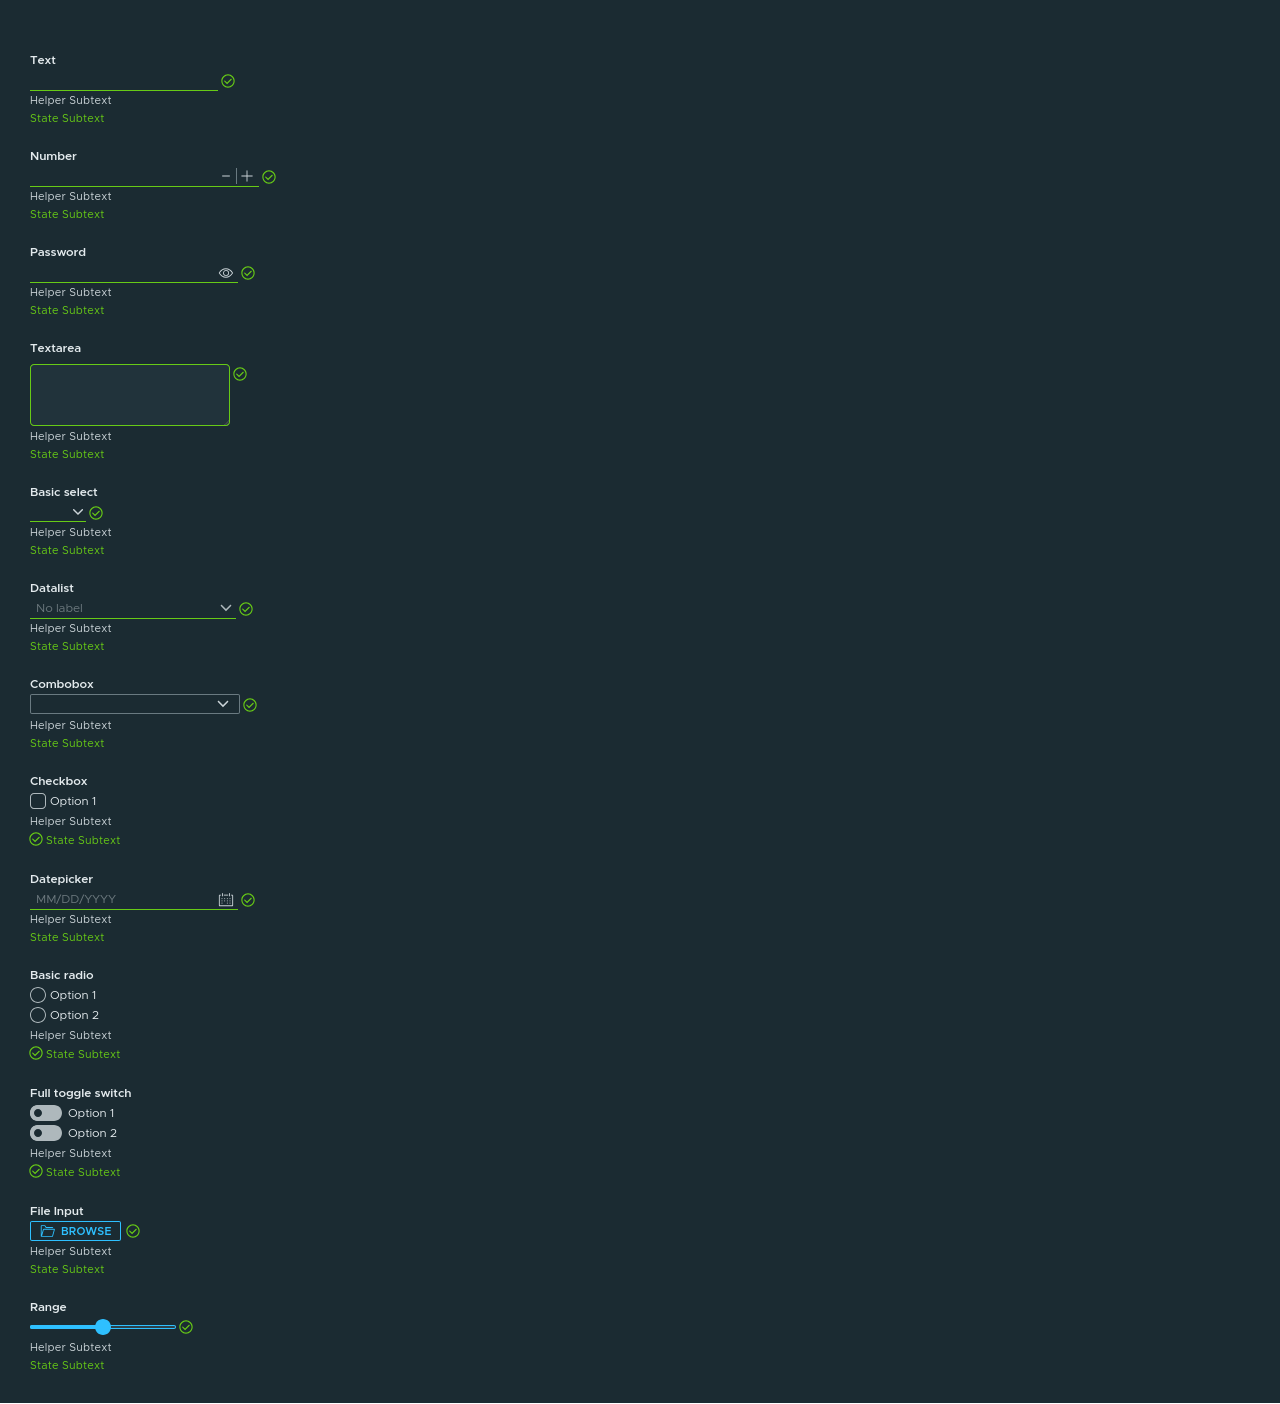 Text
Helper Subtext
State Subtext
Number
Helper Subtext
State Subtext
Password
Helper Subtext
State Subtext
Textarea
Helper Subtext
State Subtext
Basic select
Helper Subtext
State Subtext
Datalist
No label
Helper Subtext
State Subtext
Combobox
Helper Subtext
State Subtext
Checkbox
Option 1
Helper Subtext
State Subtext
Datepicker
MM/DD/YYYY
Helper Subtext
State Subtext
Basic radio
Option 1
Option 2
Helper Subtext
State Subtext
Full toggle switch
Option 1
Option 2
Helper Subtext
State Subtext
File Input
BROWSE
Helper Subtext
State Subtext
Range
Helper Subtext
State Subtext